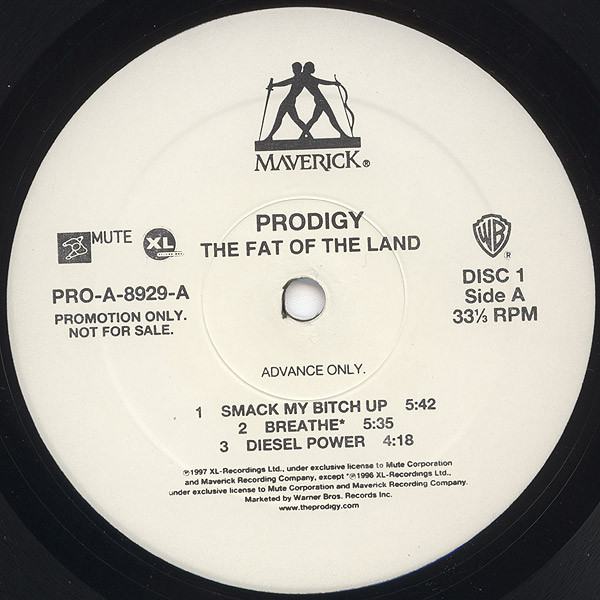 MAVERICK®
PRODIGY
THE FAT OF THE LAND
MUTE
XL
WB
®
PRO-A-8929-A
PROMOTION ONLY.
NOT FOR SALE.
DISC 1
Side A
33⅓ RPM
ADVANCE ONLY.
1 SMACK MY BITCH UP 5:42
2 BREATHE* 5:35
3 DIESEL POWER 4:18
℗1997 XL-Recordings Ltd., under exclusive license to Mute Corporation
and Maverick Recording Company, except *℗1996 XL-Recordings Ltd.,
under exclusive license to Mute Corporation and Maverick Recording Company.
Marketed by Warner Bros. Records Inc.
www.theprodigy.com